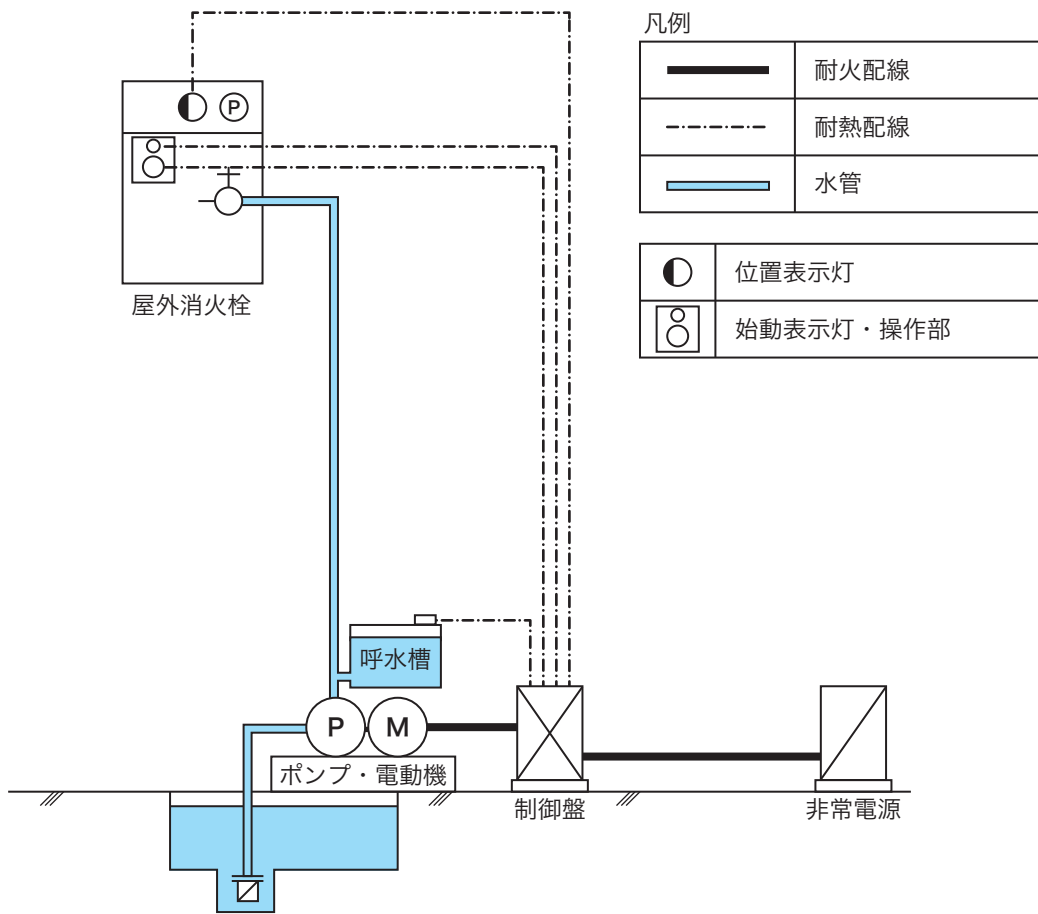 凡例
耐火配線
耐熱配線
水管
位置表示灯
始動表示灯・操作部
P
屋外消火栓
呼水槽
P M
ポンプ・電動機
制御盤
非常電源